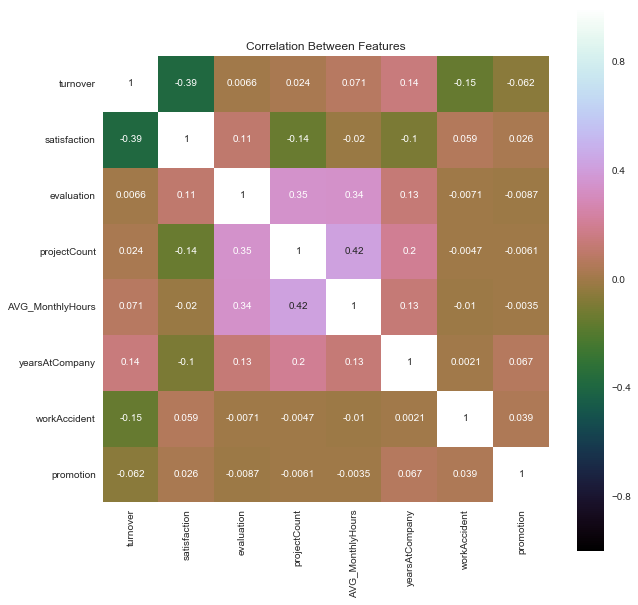 Correlation Between Features
turnover 1 -0.39 0.0066 0.024 0.071 0.14 -0.15 -0.062
satisfaction -0.39 1 0.11 -0.14 -0.02 -0.1 0.059 0.026
evaluation 0.0066 0.11 1 0.35 0.34 0.13 -0.0071 -0.0087
projectCount 0.024 -0.14 0.35 1 0.42 0.2 -0.0047 -0.0061
AVG_MonthlyHours 0.071 -0.02 0.34 0.42 1 0.13 -0.01 -0.0035
yearsAtCompany 0.14 -0.1 0.13 0.2 0.13 1 0.0021 0.067
workAccident -0.15 0.059 -0.0071 -0.0047 -0.01 0.0021 1 0.039
promotion -0.062 0.026 -0.0087 -0.0061 -0.0035 0.067 0.039 1
turnover
satisfaction
evaluation
projectCount
AVG_MonthlyHours
yearsAtCompany
workAccident
promotion
0.8
0.4
0.0
−0.4
−0.8